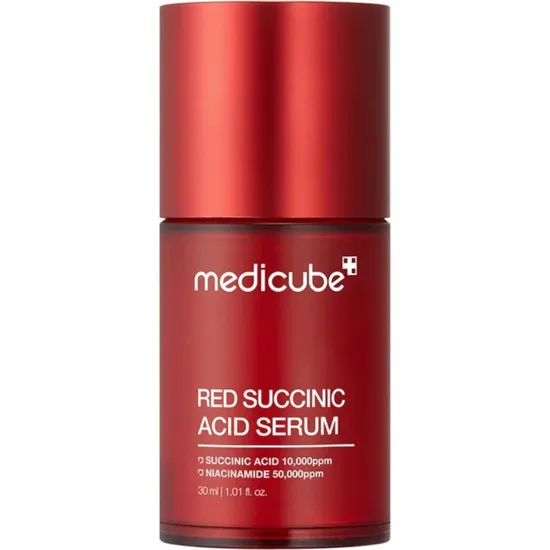 medicube
RED SUCCINIC
ACID SERUM
SUCCINIC ACID 10,000ppm
NIACINAMIDE 50,000ppm
30 ml | 1.01 fl. oz.